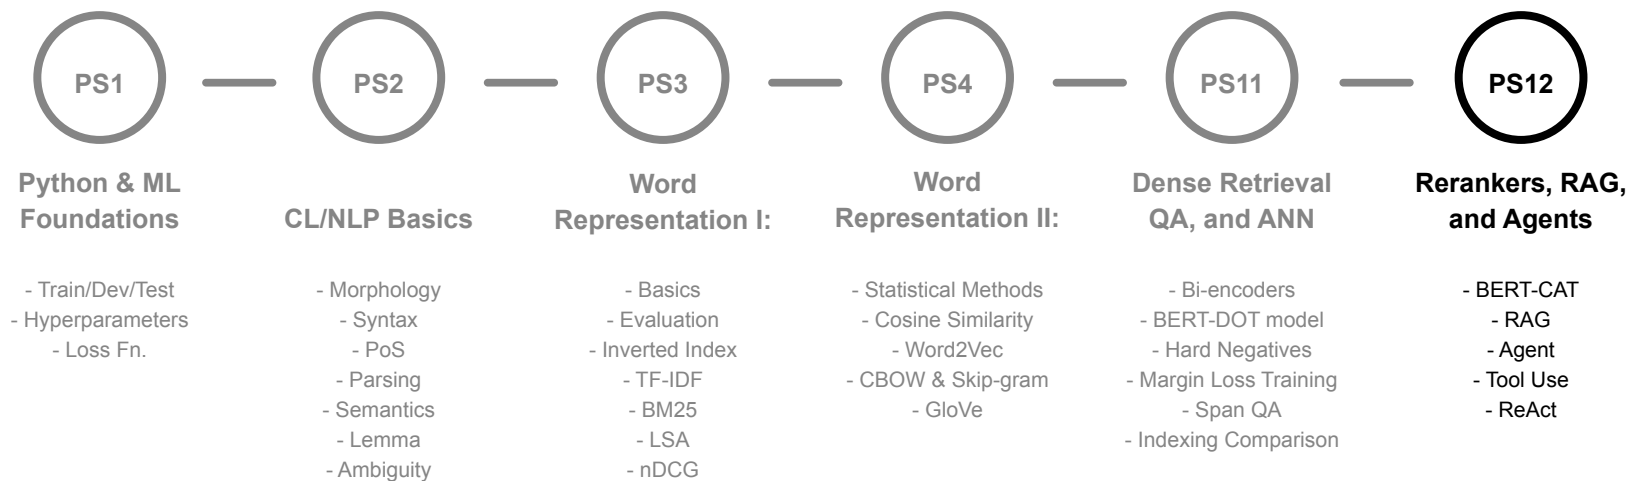 PS1
Python & ML
Foundations
- Train/Dev/Test
- Hyperparameters
- Loss Fn.
PS2
CL/NLP Basics
- Morphology
- Syntax
- PoS
- Parsing
- Semantics
- Lemma
- Ambiguity
PS3
Word
Representation I:
- Basics
- Evaluation
- Inverted Index
- TF-IDF
- BM25
- LSA
- nDCG
PS4
Word
Representation II:
- Statistical Methods
- Cosine Similarity
- Word2Vec
- CBOW & Skip-gram
- GloVe
PS11
Dense Retrieval
QA, and ANN
- Bi-encoders
- BERT-DOT model
- Hard Negatives
- Margin Loss Training
- Span QA
- Indexing Comparison
PS12
Rerankers, RAG,
and Agents
- BERT-CAT
- RAG
- Agent
- Tool Use
- ReAct